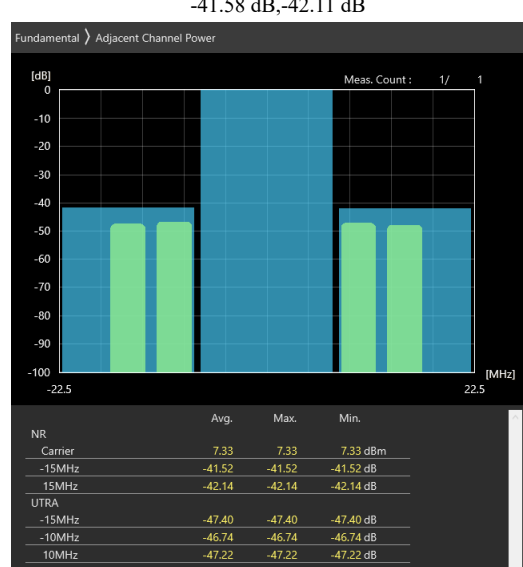 -41.58 dB,-42.11 dB
Fundamental ❭ Adjacent Channel Power
[dB]
Meas. Count : 1/ 1
0
-10
-20
-30
-40
-50
-60
-70
-80
-90
-100
[MHz]
-22.5 22.5
Avg. Max. Min.
NR
Carrier 7.33 7.33 7.33 dBm
-15MHz -41.52 -41.52 -41.52 dB
15MHz -42.14 -42.14 -42.14 dB
UTRA
-15MHz -47.40 -47.40 -47.40 dB
-10MHz -46.74 -46.74 -46.74 dB
10MHz -47.22 -47.22 -47.22 dB